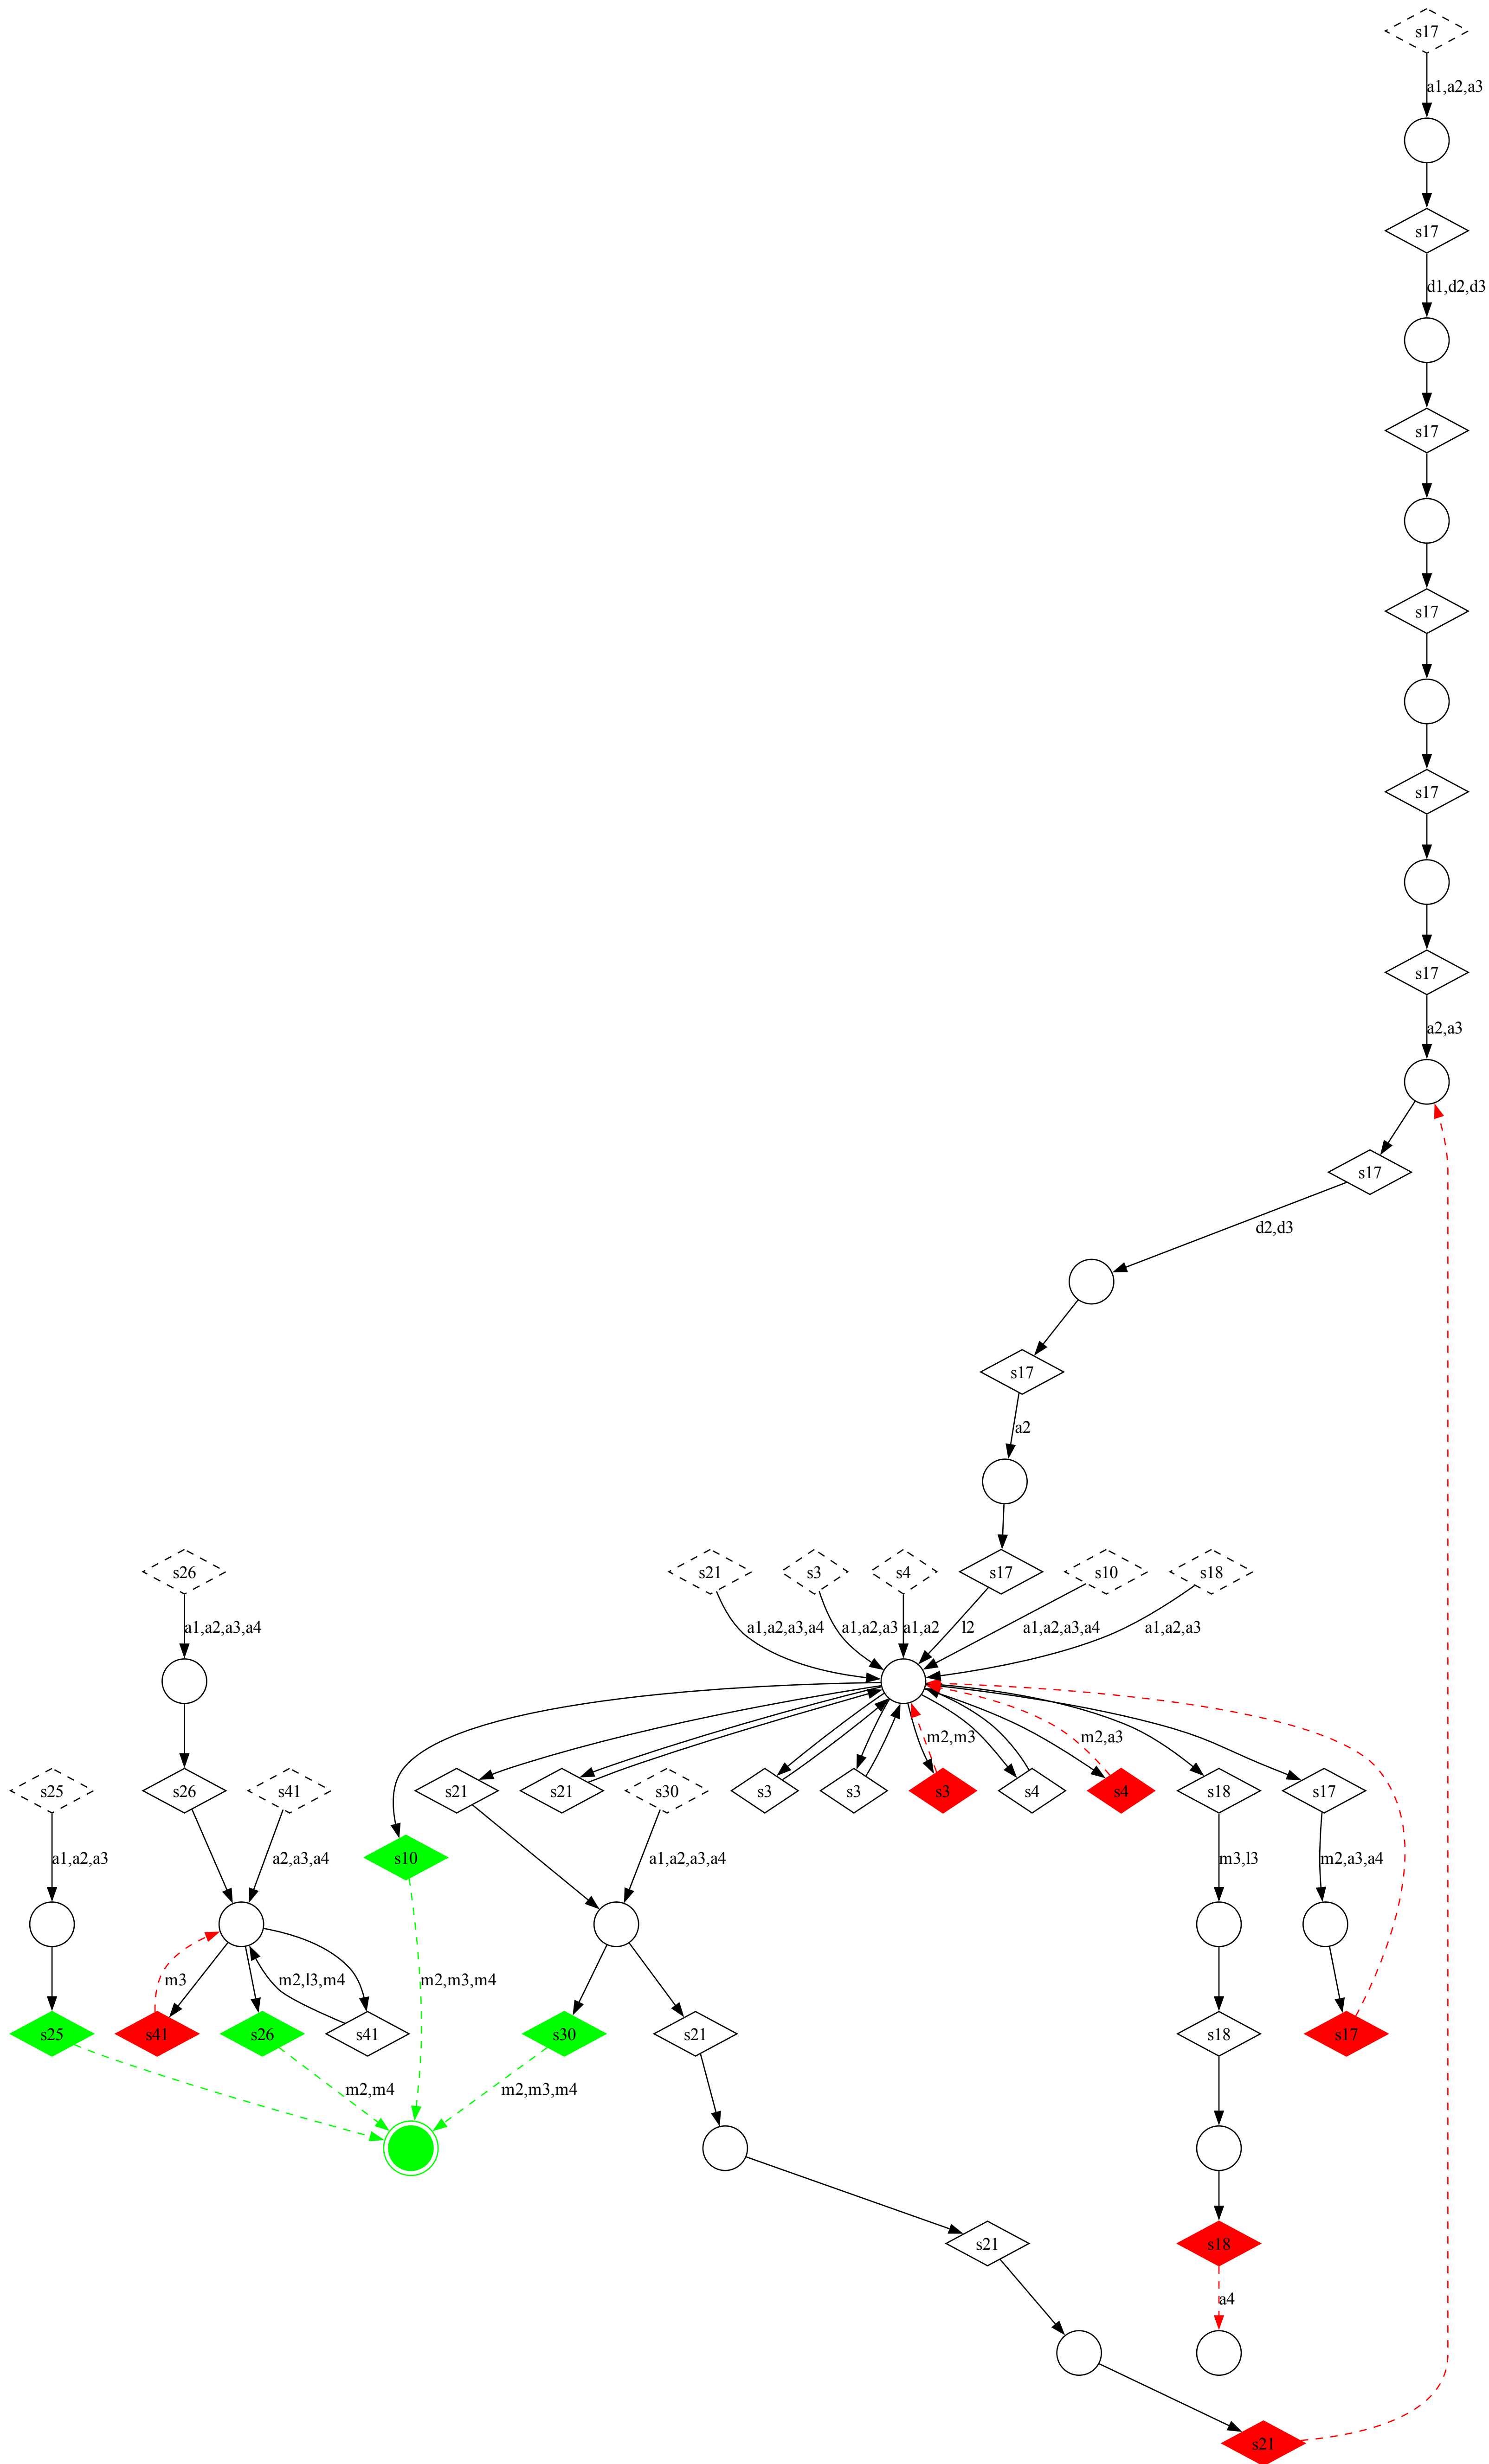 s17
a1,a2,a3
s17
d1,d2,d3
s17
s17
s17
s17
a2,a3
s17
d2,d3
s17
a2
s26
s21
s3
s4
s17
s10
s18
a1,a2,a3,a4
a1,a2,a3,a4
a1,a2,a3
a1,a2
l2
a1,a2,a3,a4
a1,a2,a3
m2,m3
m2,a3
s25
s26
s41
s21
s21
s30
s3
s3
s3
s4
s4
s18
s17
a1,a2,a3
a2,a3,a4
s10
a1,a2,a3,a4
m3,l3
m2,a3,a4
m3
m2,l3,m4
m2,m3,m4
s25
s41
s26
s41
s30
s21
s18
s17
m2,m4
m2,m3,m4
s21
s18
a4
s21